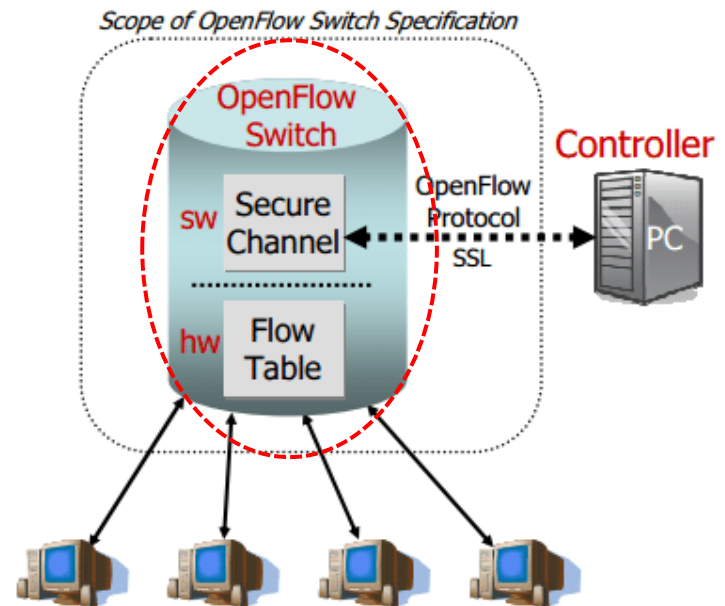 Scope of OpenFlow Switch Specification
OpenFlow
Switch
Controller
sw
Secure
Channel
OpenFlow
Protocol
SSL
PC
hw
Flow
Table